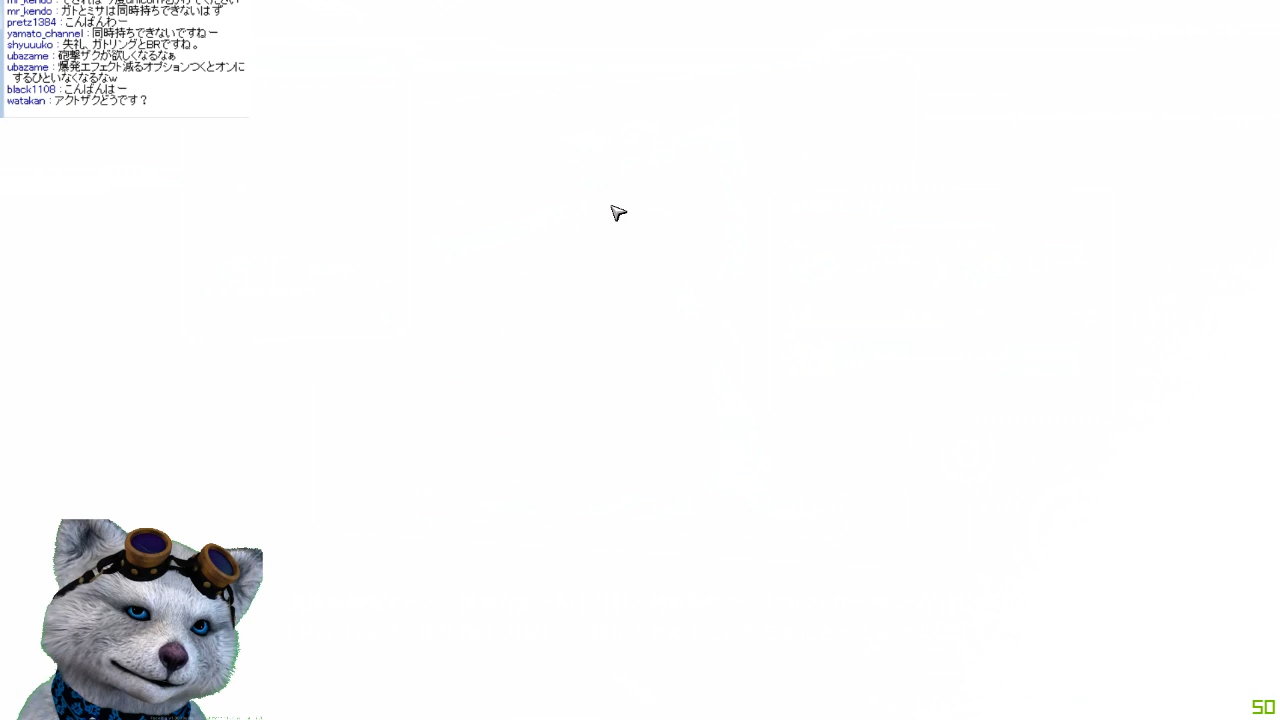 mr_kendo : ガトとミサは同時持ちできないはず
pretz1384 : こんばんわー
yamato_channel : 同時持ちできないですねー
shyuuuko : 失礼、ガトリングとBRですね。
ubazame : 砲撃ザクが欲しくなるなぁ
ubazame : 爆発エフェクト減るオプションつくとオンに
するひといなくなるなw
black1108 : こんばんはー
watakan : アクトザクどうです？
50